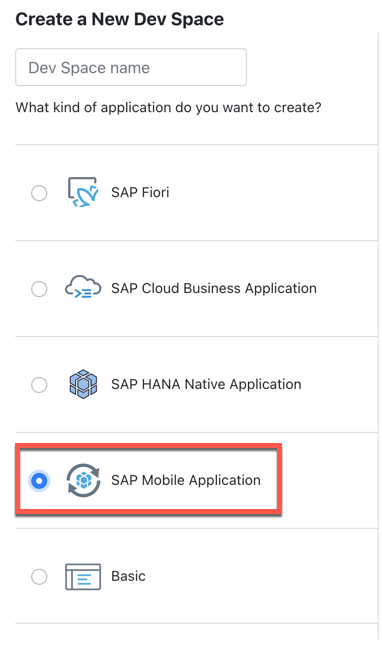 Create a New Dev Space
Dev Space name
What kind of application do you want to create?
SAP Fiori
SAP Cloud Business Application
SAP HANA Native Application
SAP Mobile Application
Basic